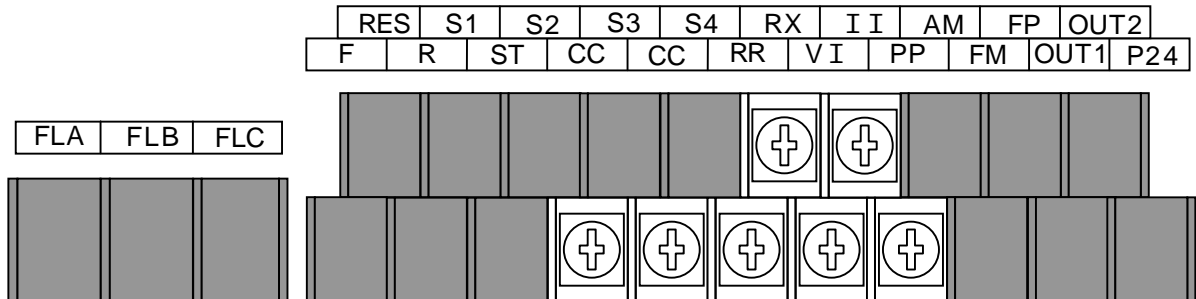 RES S1 S2 S3 S4 RX II AM FP OUT2
F R ST CC CC RR VI PP FM OUT1 P24
FLA FLB FLC